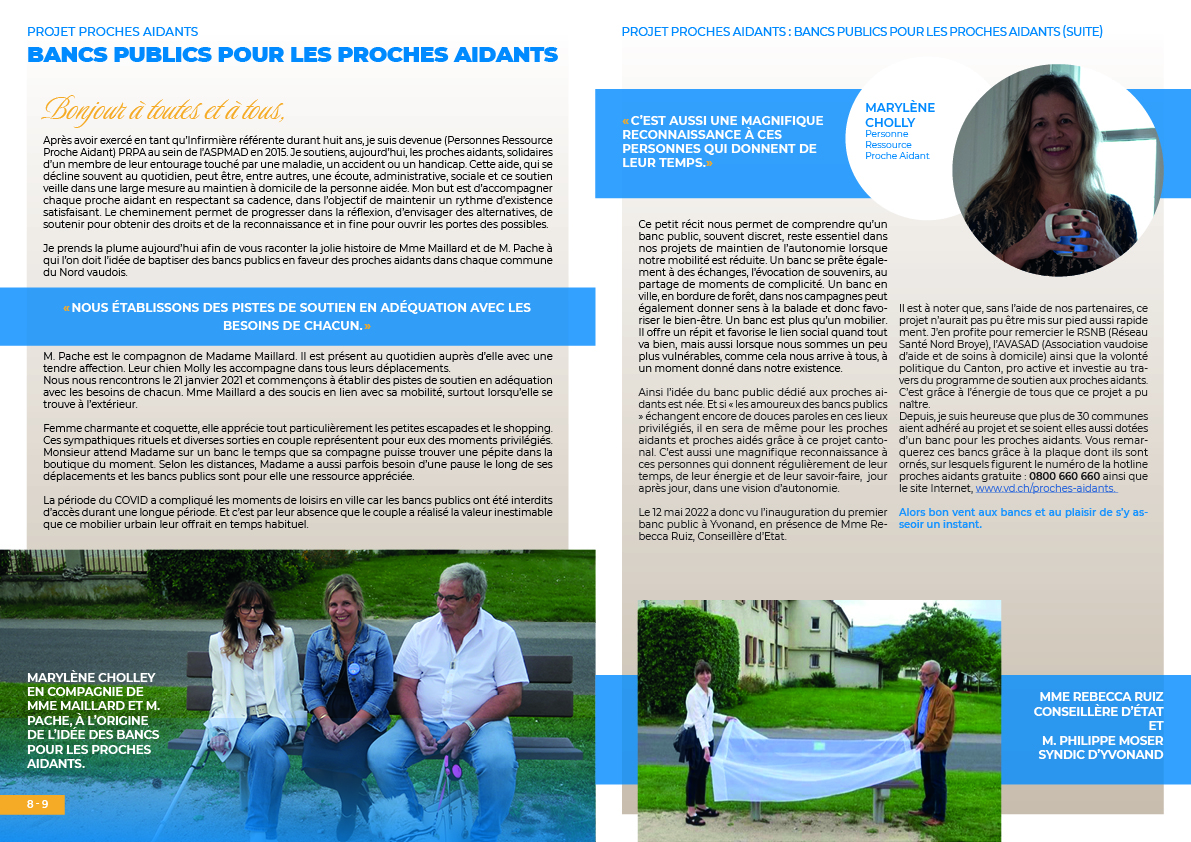 PROJET PROCHES AIDANTS
BANCS PUBLICS POUR LES PROCHES AIDANTS
Bonjour à toutes et à tous,
Après avoir exercé en tant qu'Infirmière référente durant huit ans, je suis devenue (Personnes Ressource
Proche Aidant) PRPA au sein de l'ASPMAD en 2015. Je soutiens, aujourd'hui, les proches aidants, solidaires
d'un membre de leur entourage touché par une maladie, un accident ou un handicap. Cette aide, qui se
décline souvent au quotidien, peut être, entre autres, une écoute, administrative, sociale et ce soutien
veille dans une large mesure au maintien à domicile de la personne aidée. Mon but est d'accompagner
chaque proche aidant en respectant sa cadence, dans l'objectif de maintenir un rythme d'existence
satisfaisant. Le cheminement permet de progresser dans la réflexion, d'envisager des alternatives, de
soutenir pour obtenir des droits et de la reconnaissance et in fine pour ouvrir les portes des possibles.
Je prends la plume aujourd'hui afin de vous raconter la jolie histoire de Mme Maillard et de M. Pache à
qui l'on doit l'idée de baptiser des bancs publics en faveur des proches aidants dans chaque commune
du Nord vaudois.
« NOUS ÉTABLISSONS DES PISTES DE SOUTIEN EN ADÉQUATION AVEC LES
BESOINS DE CHACUN. »
M. Pache est le compagnon de Madame Maillard. Il est présent au quotidien auprès d'elle avec une
tendre affection. Leur chien Molly les accompagne dans tous leurs déplacements.
Nous nous rencontrons le 21 janvier 2021 et commençons à établir des pistes de soutien en adéquation
avec les besoins de chacun. Mme Maillard a des soucis en lien avec sa mobilité, surtout lorsqu'elle se
trouve à l'extérieur.
Femme charmante et coquette, elle apprécie tout particulièrement les petites escapades et le shopping.
Ces sympathiques rituels et diverses sorties en couple représentent pour eux des moments privilégiés.
Monsieur attend Madame sur un banc le temps que sa compagne puisse trouver une pépite dans la
boutique du moment. Selon les distances, Madame a aussi parfois besoin d'une pause le long de ses
déplacements et les bancs publics sont pour elle une ressource appréciée.
La période du COVID a compliqué les moments de loisirs en ville car les bancs publics ont été interdits
d'accès durant une longue période. Et c'est par leur absence que le couple a réalisé la valeur inestimable
que ce mobilier urbain leur offrait en temps habituel.
MARYLÈNE CHOLLEY
EN COMPAGNIE DE
MME MAILLARD ET M.
PACHE, À L'ORIGINE
DE L'IDÉE DES BANCS
POUR LES PROCHES
AIDANTS.
8 - 9
PROJET PROCHES AIDANTS : BANCS PUBLICS POUR LES PROCHES AIDANTS (SUITE)
« C'EST AUSSI UNE MAGNIFIQUE
RECONNAISSANCE À CES
PERSONNES QUI DONNENT DE
LEUR TEMPS.»
MARYLÈNE
CHOLLY
Personne
Ressource
Proche Aidant
Ce petit récit nous permet de comprendre qu'un
banc public, souvent discret, reste essentiel dans
nos projets de maintien de l'autonomie lorsque
notre mobilité est réduite. Un banc se prête égale-
ment à des échanges, l'évocation de souvenirs, au
partage de moments de complicité. Un banc en
ville, en bordure de forêt, dans nos campagnes peut
également donner sens à la balade et donc favo-
riser le bien-être. Un banc est plus qu'un mobilier.
Il offre un répit et favorise le lien social quand tout
va bien, mais aussi lorsque nous sommes un peu
plus vulnérables, comme cela nous arrive à tous, à
un moment donné dans notre existence.
Ainsi l'idée du banc public dédié aux proches ai-
dants est née. Et si « les amoureux des bancs publics
» échangent encore de douces paroles en ces lieux
privilégiés, il en sera de même pour les proches
aidants et proches aidés grâce à ce projet canto-
nal. C'est aussi une magnifique reconnaissance à
ces personnes qui donnent régulièrement de leur
temps, de leur énergie et de leur savoir-faire, jour
après jour, dans une vision d'autonomie.
Le 12 mai 2022 a donc vu l'inauguration du premier
banc public à Yvonand, en présence de Mme Re-
becca Ruiz, Conseillère d'Etat.
Il est à noter que, sans l'aide de nos partenaires, ce
projet n'aurait pas pu être mis sur pied aussi rapide
ment. J'en profite pour remercier le RSNB (Réseau
Santé Nord Broye), l'AVASAD (Association vaudoise
d'aide et de soins à domicile) ainsi que la volonté
politique du Canton, pro active et investie au tra-
vers du programme de soutien aux proches aidants.
C'est grâce à l'énergie de tous que ce projet a pu
naître.
Depuis, je suis heureuse que plus de 30 communes
aient adhéré au projet et se soient elles aussi dotées
d'un banc pour les proches aidants. Vous remar-
querez ces bancs grâce à la plaque dont ils sont
ornés, sur lesquels figurent le numéro de la hotline
proches aidants gratuite : 0800 660 660 ainsi que
le site Internet, www.vd.ch/proches-aidants.
Alors bon vent aux bancs et au plaisir de s'y as-
seoir un instant.
MME REBECCA RUIZ
CONSEILLÈRE D'ÉTAT
ET
M. PHILIPPE MOSER
SYNDIC D'YVONAND